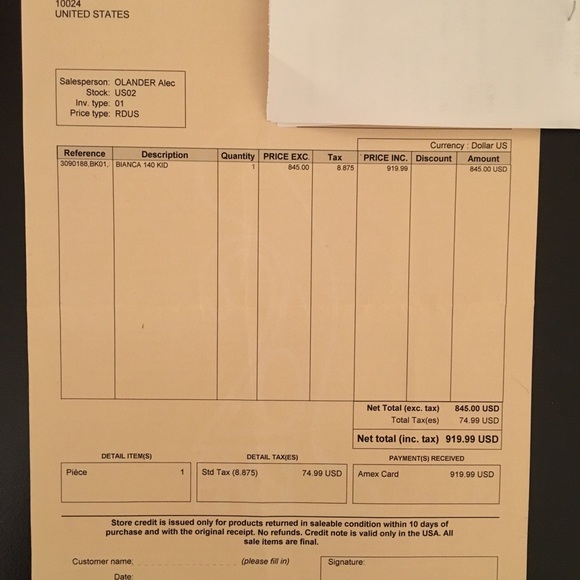 10024
UNITED STATES
Salesperson: OLANDER Alec
Stock: US02
Inv. type: 01
Price type: RDUS
Currency : Dollar US
Reference Description Quantity PRICE EXC. Tax PRICE INC. Discount Amount
3090188,BK01, BIANCA 140 KID 1 845.00 8.875 919.99 845.00 USD
Net Total (exc. tax) 845.00 USD
Total Tax(es) 74.99 USD
Net total (inc. tax) 919.99 USD
DETAIL ITEM(S) DETAIL TAX(ES) PAYMENT(S) RECEIVED
Pièce 1 Std Tax (8.875) 74.99 USD Amex Card 919.99 USD
Store credit is issued only for products returned in saleable condition within 10 days of
purchase and with the original receipt. No refunds. Credit note is valid only in the USA. All
sale items are final.
Customer name: (please fill in) Signature:
Date: